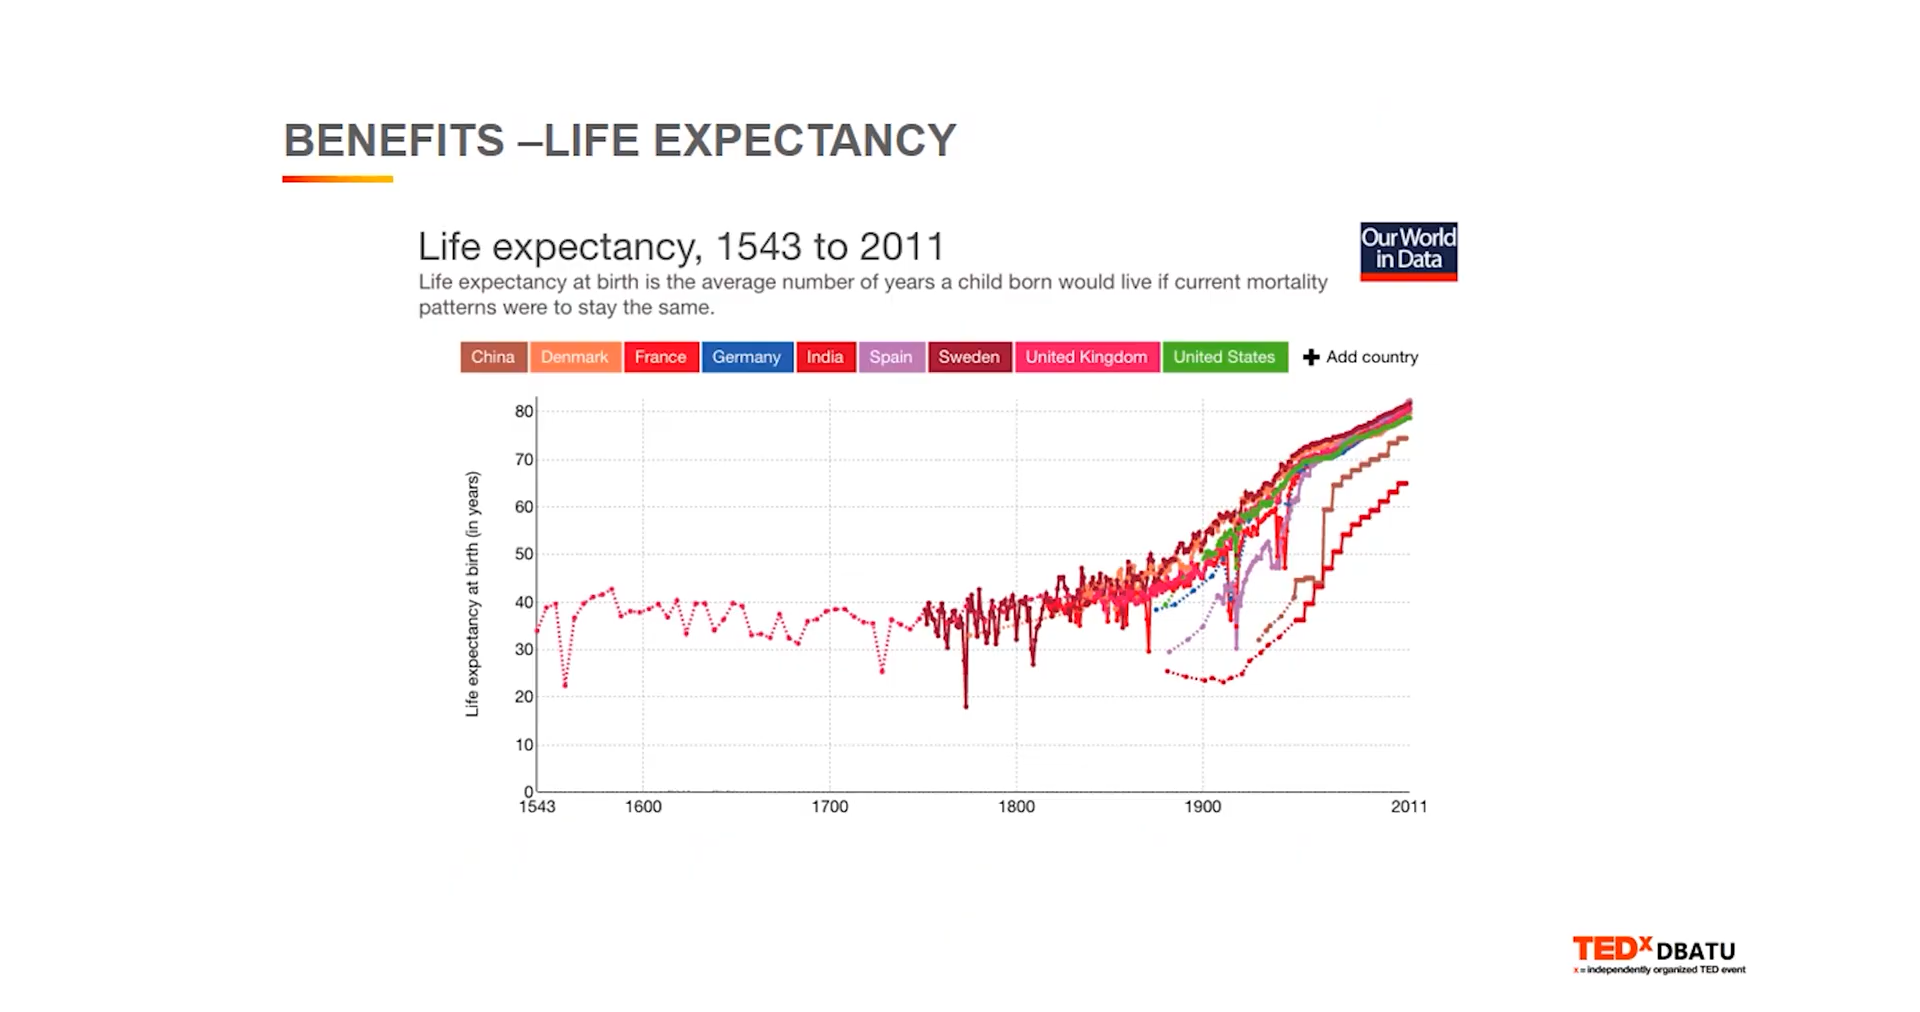 BENEFITS –LIFE EXPECTANCY
Life expectancy, 1543 to 2011
Our World
in Data
Life expectancy at birth is the average number of years a child born would live if current mortality
patterns were to stay the same.
China Denmark France Germany India Spain Sweden United Kingdom United States + Add country
Life expectancy at birth (in years)
80
70
60
50
40
30
20
10
0
1543 1600 1700 1800 1900 2011
TEDx DBATU
x = independently organized TED event